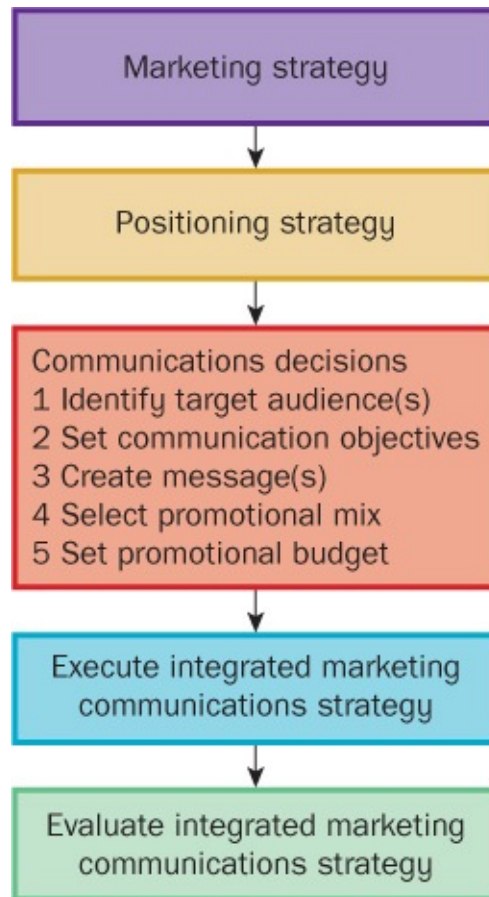 Marketing strategy
Positioning strategy
Communications decisions
1 Identify target audience(s)
2 Set communication objectives
3 Create message(s)
4 Select promotional mix
5 Set promotional budget
Execute integrated marketing
communications strategy
Evaluate integrated marketing
communications strategy